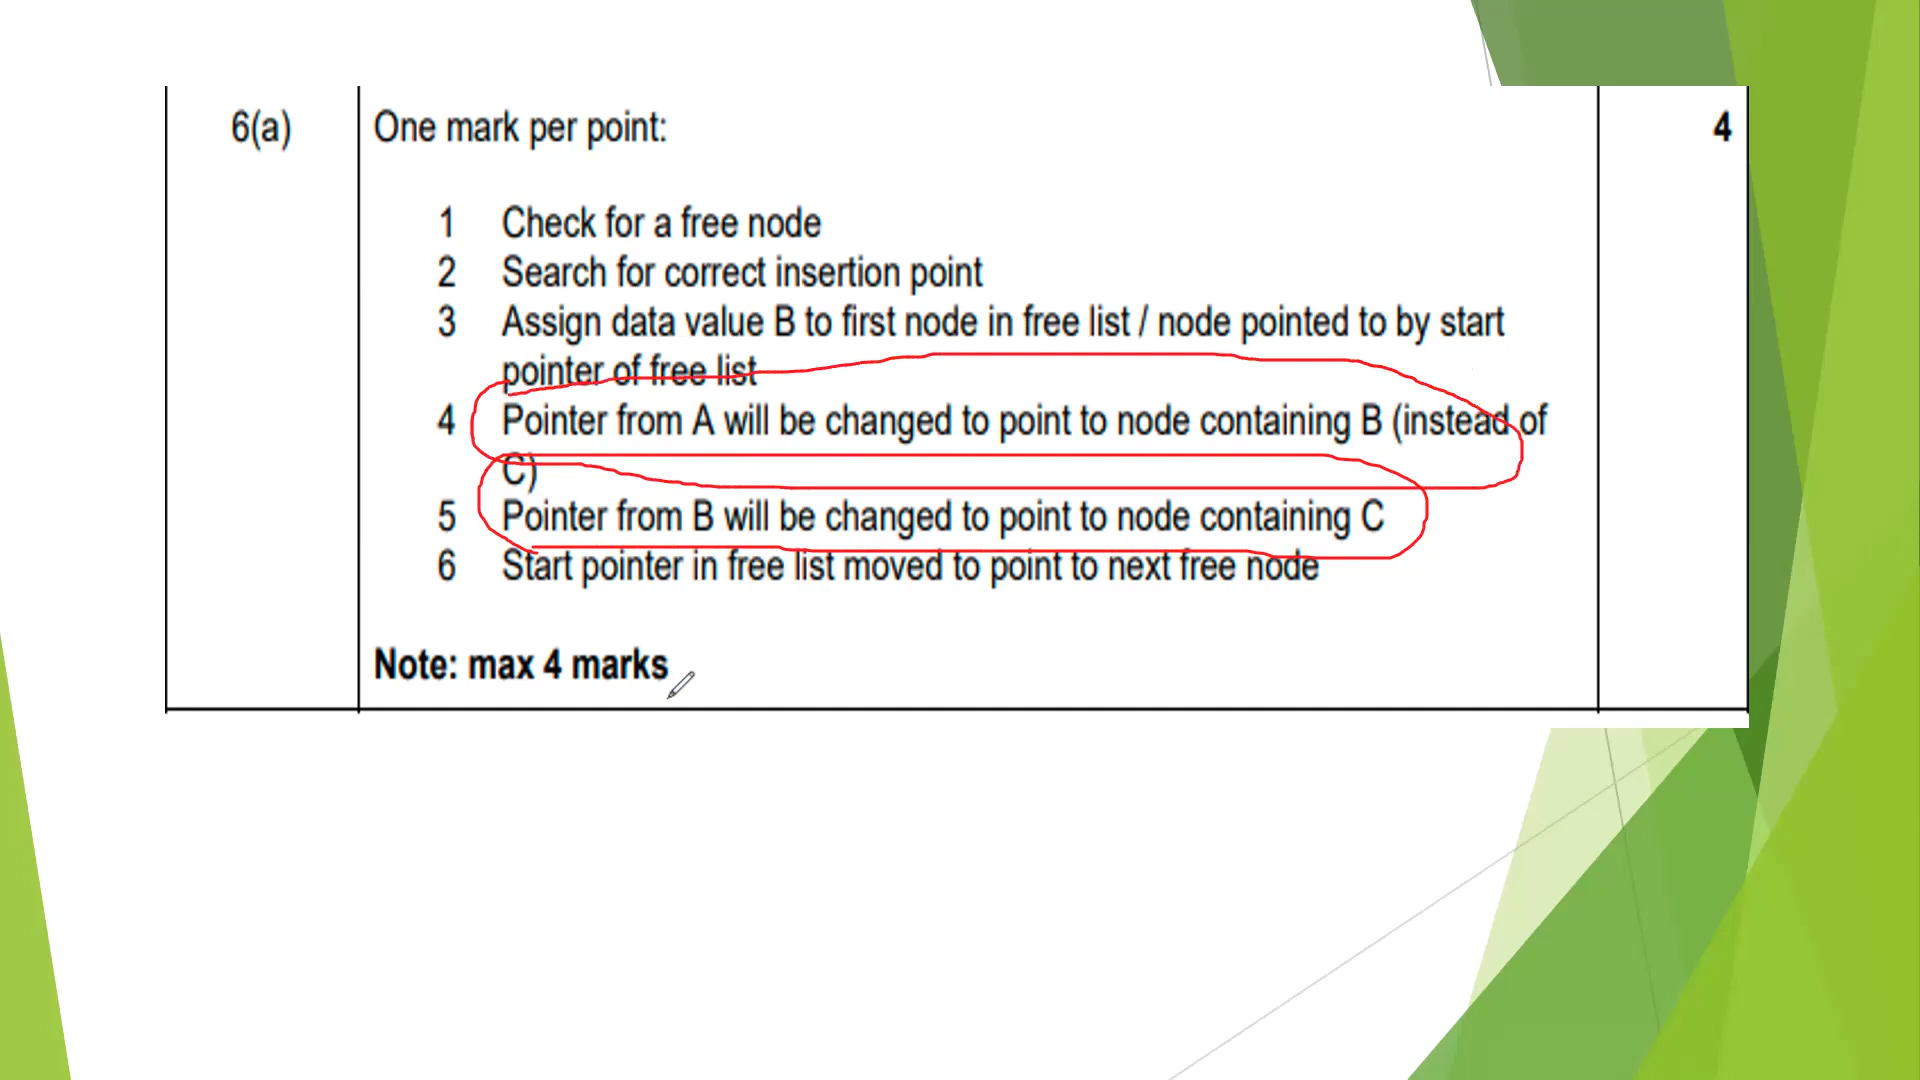 6(a)
One mark per point:
4
1 Check for a free node
2 Search for correct insertion point
3 Assign data value B to first node in free list / node pointed to by start
pointer of free list
4 Pointer from A will be changed to point to node containing B (instead of
C)
5 Pointer from B will be changed to point to node containing C
6 Start pointer in free list moved to point to next free node
Note: max 4 marks